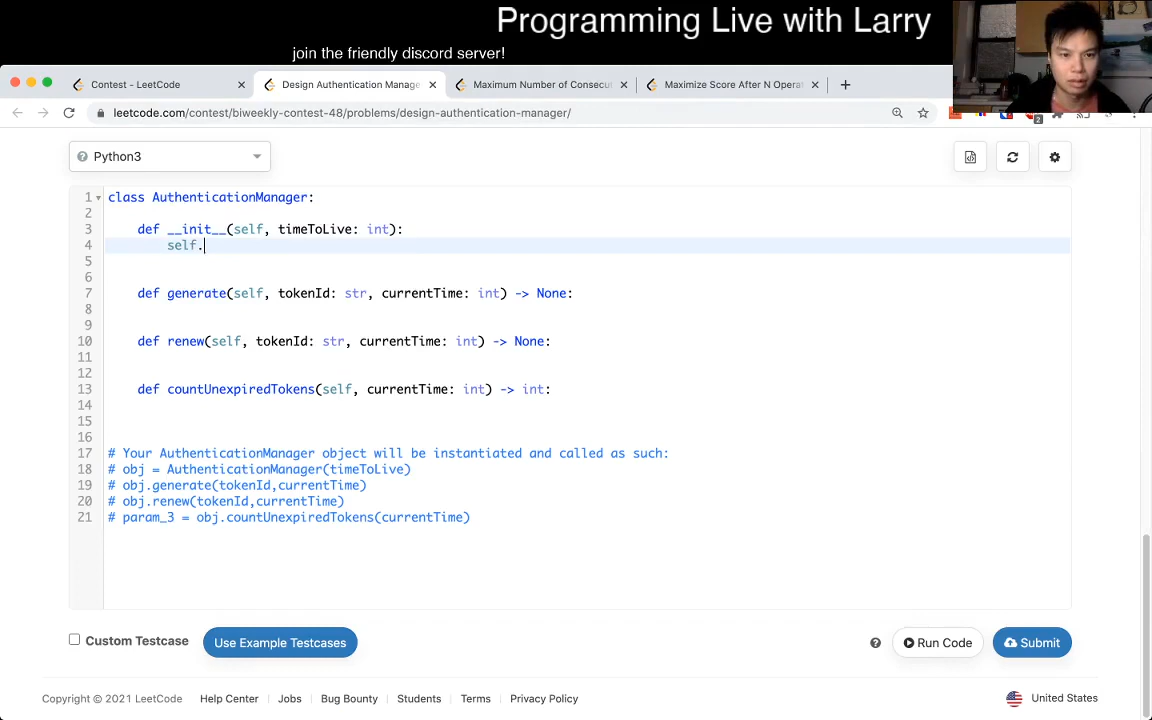 Programming Live with Larry
join the friendly discord server!
Contest - LeetCode
Design Authentication Manage
Maximum Number of Consecut
Maximize Score After N Operat
leetcode.com/contest/biweekly-contest-48/problems/design-authentication-manager/
2
Python3
1 class AuthenticationManager:
2
3 def __init__(self, timeToLive: int):
4 self.
5
6
7 def generate(self, tokenId: str, currentTime: int) -> None:
8
9
10 def renew(self, tokenId: str, currentTime: int) -> None:
11
12
13 def countUnexpiredTokens(self, currentTime: int) -> int:
14
15
16
17 # Your AuthenticationManager object will be instantiated and called as such:
18 # obj = AuthenticationManager(timeToLive)
19 # obj.generate(tokenId,currentTime)
20 # obj.renew(tokenId,currentTime)
21 # param_3 = obj.countUnexpiredTokens(currentTime)
Custom Testcase
Use Example Testcases
Run Code
Submit
Copyright © 2021 LeetCode
Help Center
Jobs
Bug Bounty
Students
Terms
Privacy Policy
United States